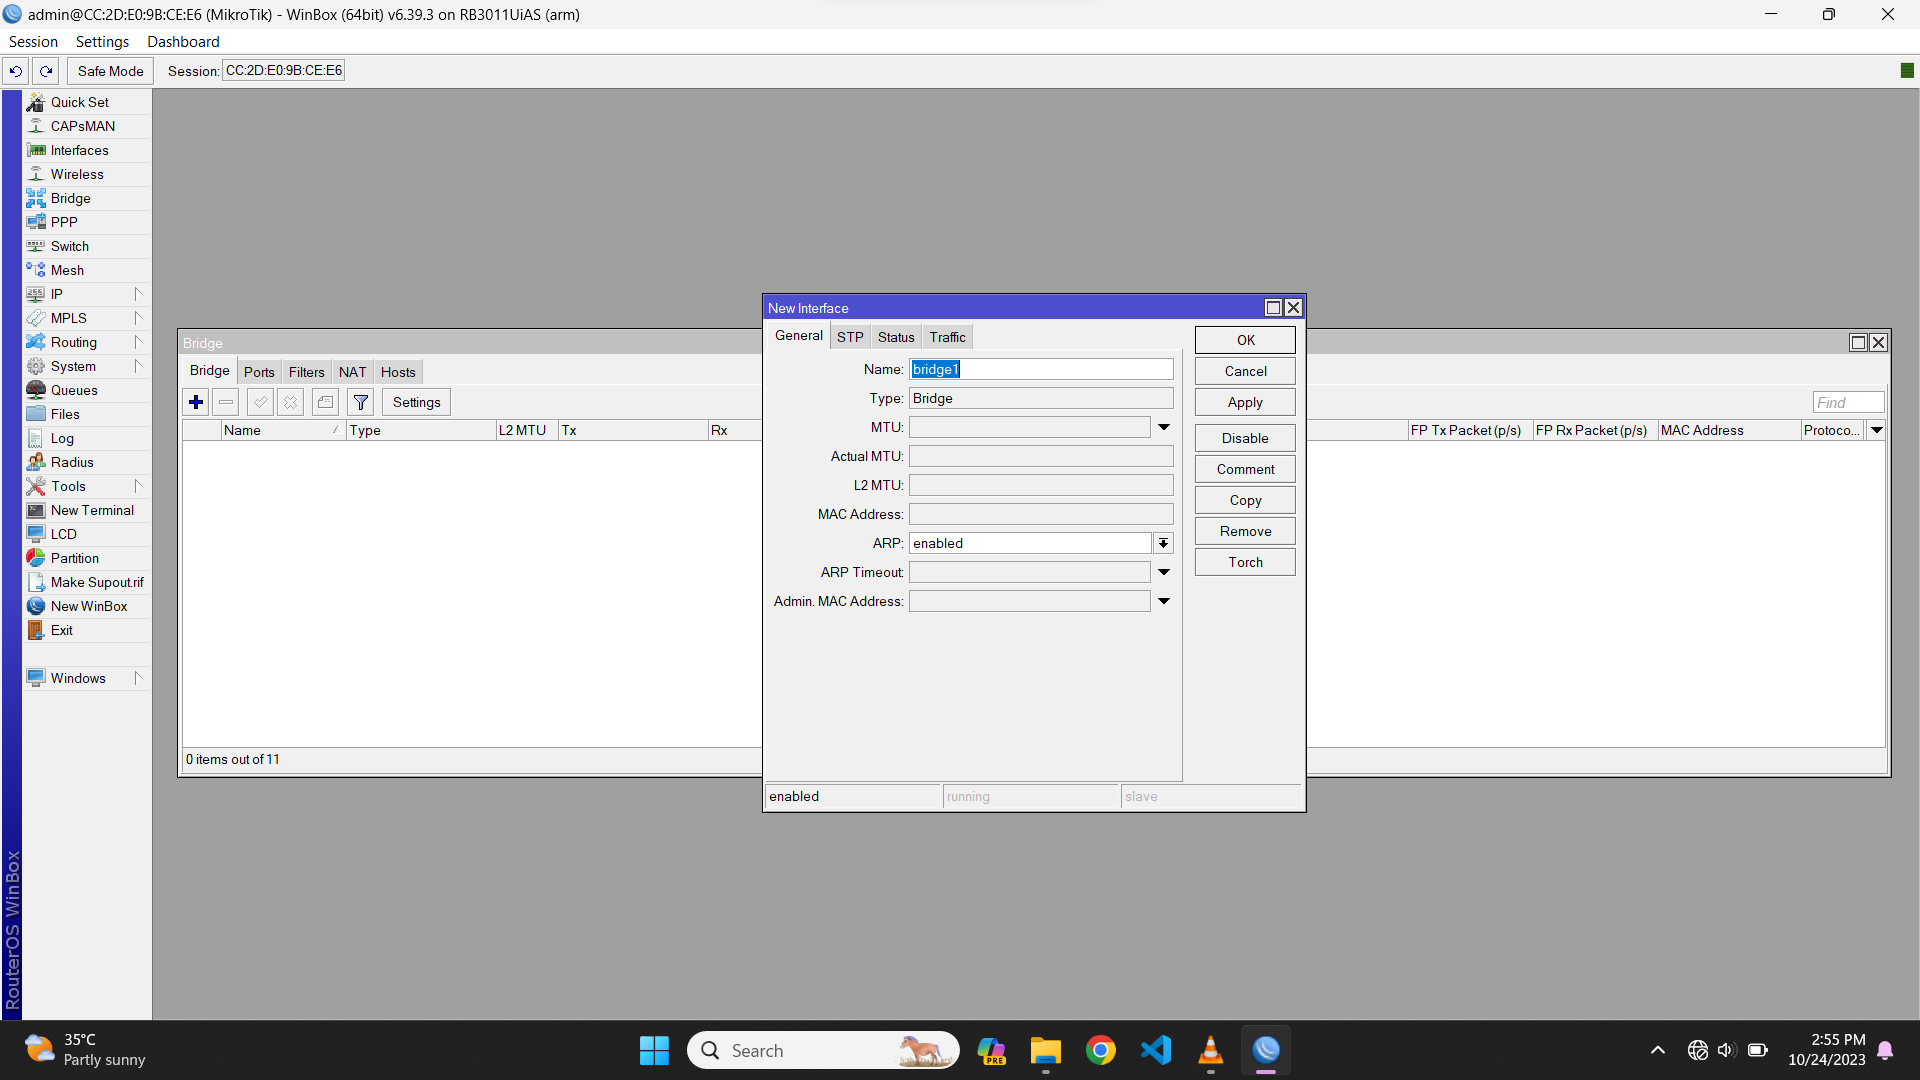 admin@CC:2D:E0:9B:CE:E6 (MikroTik) - WinBox (64bit) v6.39.3 on RB3011UiAS (arm)
Session Settings Dashboard
Safe Mode Session: CC:2D:E0:9B:CE:E6
Quick Set
CAPsMAN
Interfaces
Wireless
Bridge
PPP
Switch
Mesh
IP
MPLS
Routing
System
Queues
Files
Log
Radius
Tools
New Terminal
LCD
Partition
Make Supout.rif
New WinBox
Exit
Windows
RouterOS WinBox
Bridge
Bridge Ports Filters NAT Hosts
Settings
Find
Name Type L2 MTU Tx Rx FP Tx Packet (p/s) FP Rx Packet (p/s) MAC Address Protoco...
0 items out of 11
New Interface
General STP Status Traffic
Name: bridge1
Type: Bridge
MTU:
Actual MTU:
L2 MTU:
MAC Address:
ARP: enabled
ARP Timeout:
Admin. MAC Address:
OK
Cancel
Apply
Disable
Comment
Copy
Remove
Torch
enabled running slave
35°C
Partly sunny
Search
PRE
2:55 PM
10/24/2023